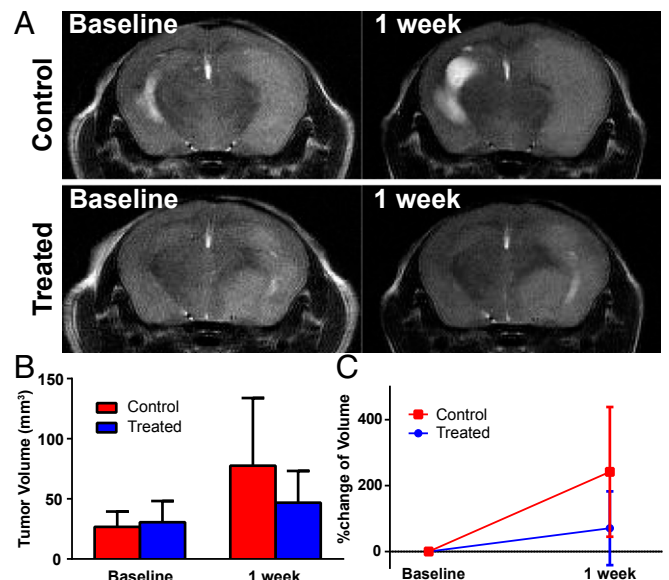 A
Baseline
1 week
Control
Baseline
1 week
Treated
B
Tumor Volume (mm³)
150
100
50
0
Control
Treated
Baseline
1 week
C
%change of Volume
400
200
0
Control
Treated
Baseline
1 week